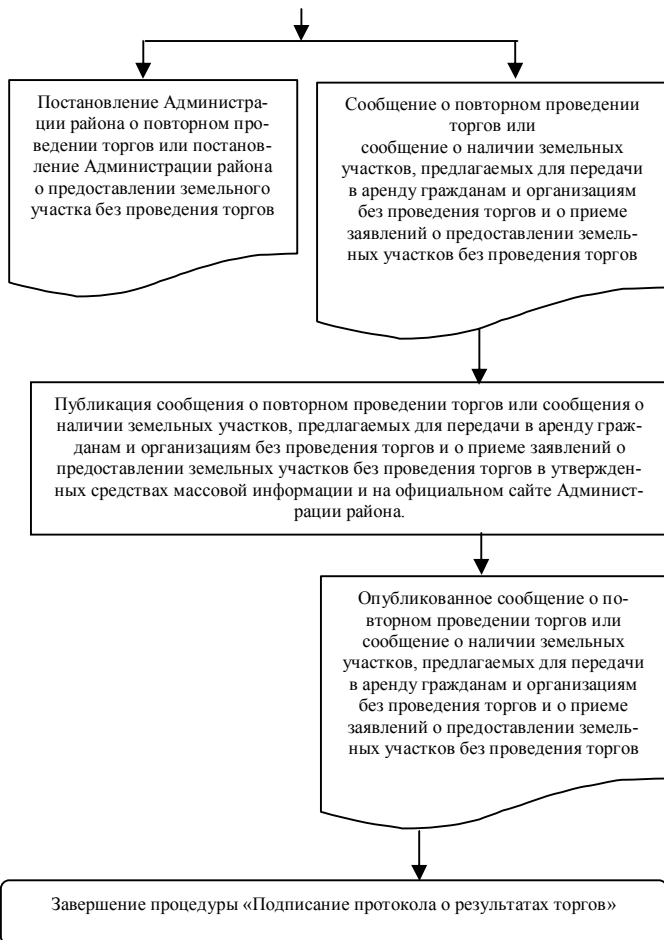 Постановление Администра-
ции района о повторном про-
ведении торгов или постанов-
ление Администрации района
о предоставлении земельного
участка без проведения торгов
Сообщение о повторном проведении
торгов или
сообщение о наличии земельных
участков, предлагаемых для передачи
в аренду гражданам и организациям
без проведения торгов и о приеме
заявлений о предоставлении земель-
ных участков без проведения торгов
Публикация сообщения о повторном проведении торгов или сообщения о
наличии земельных участков, предлагаемых для передачи в аренду граж-
данам и организациям без проведения торгов и о приеме заявлений о
предоставлении земельных участков без проведения торгов в утвержден-
ных средствах массовой информации и на официальном сайте Админист-
рации района.
Опубликованное сообщение о по-
вторном проведении торгов или
сообщение о наличии земельных
участков, предлагаемых для передачи
в аренду гражданам и организациям
без проведения торгов и о приеме
заявлений о предоставлении земель-
ных участков без проведения торгов
Завершение процедуры «Подписание протокола о результатах торгов»